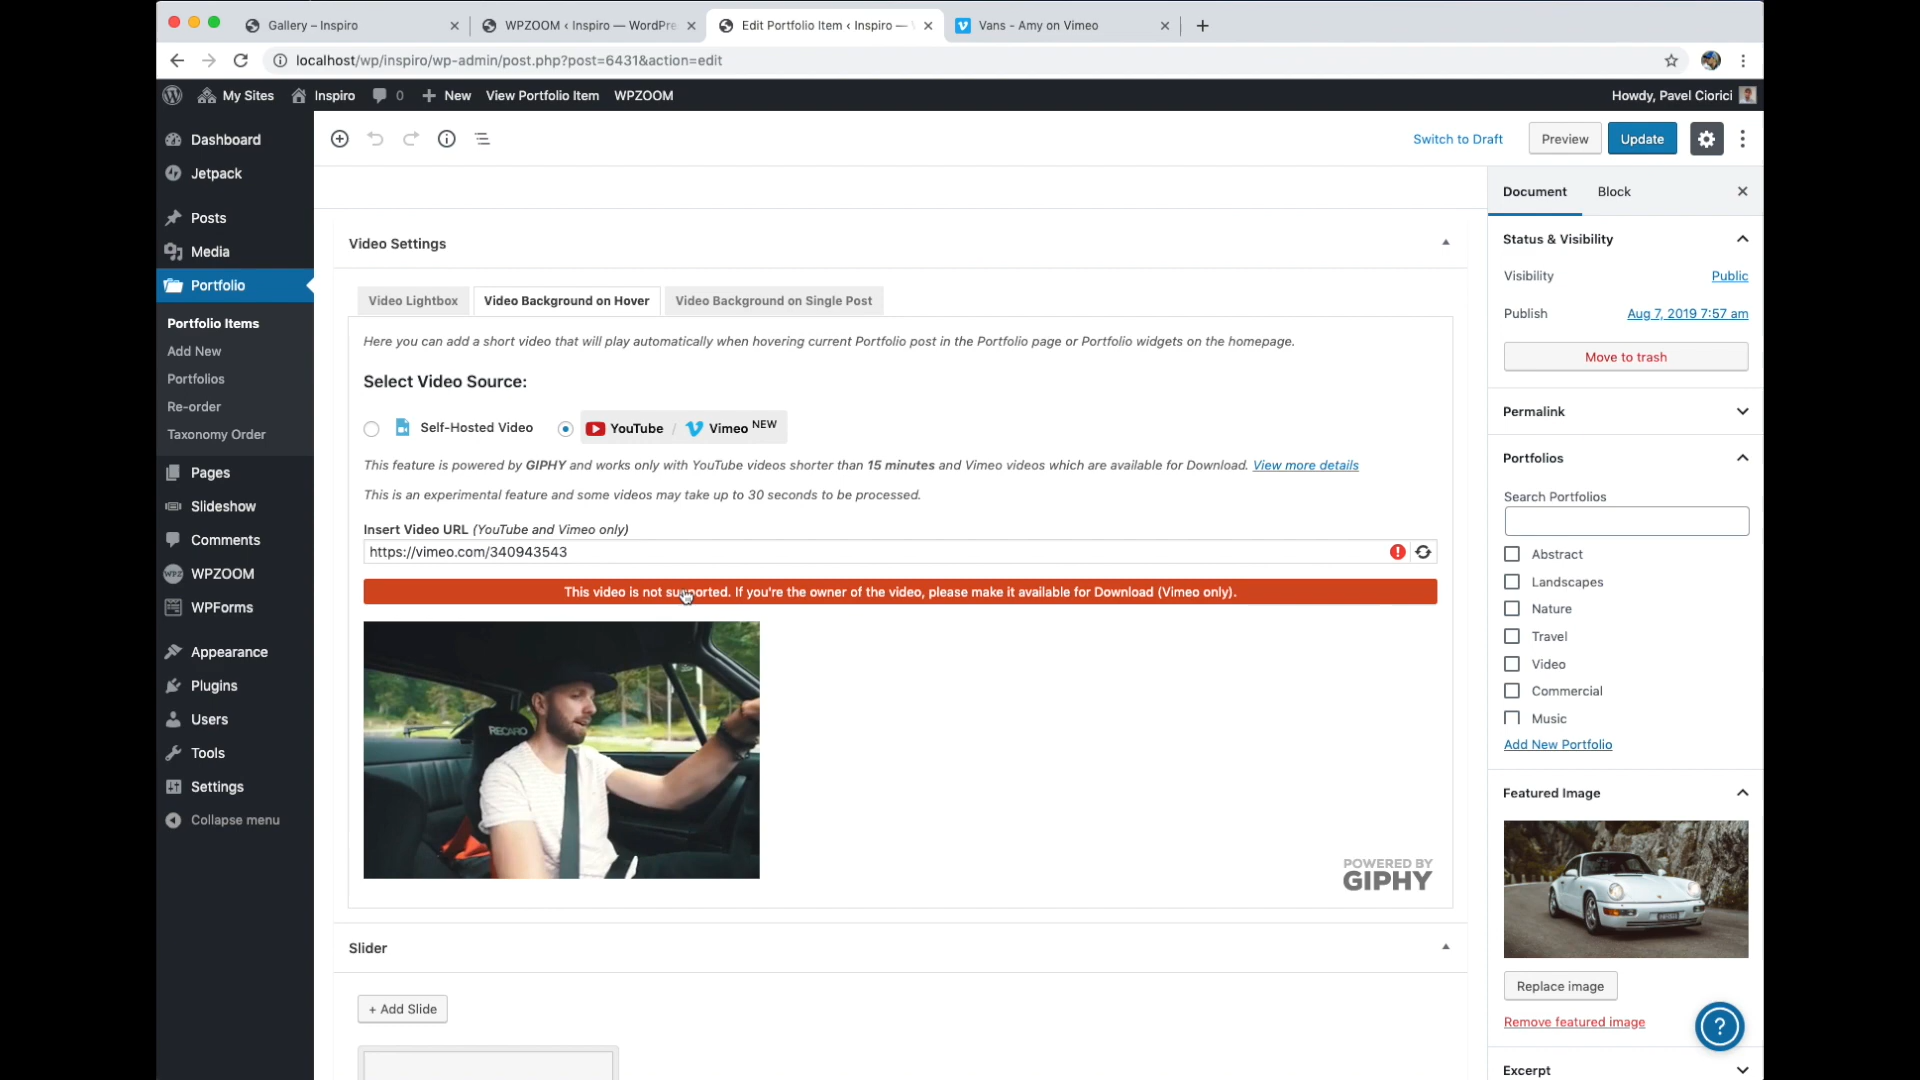 Gallery – Inspiro
WPZOOM ‹ Inspiro — WordPre
Edit Portfolio Item ‹ Inspiro —
Vans - Amy on Vimeo
localhost/wp/inspiro/wp-admin/post.php?post=6431&action=edit
My Sites
Inspiro
0
New
View Portfolio Item
WPZOOM
Howdy, Pavel Ciorici
Dashboard
Jetpack
Posts
Media
Portfolio
Portfolio Items
Add New
Portfolios
Re-order
Taxonomy Order
Pages
Slideshow
Comments
WPZOOM
WPForms
Appearance
Plugins
Users
Tools
Settings
Collapse menu
Switch to Draft
Preview
Update
Video Settings
Video Lightbox
Video Background on Hover
Video Background on Single Post
Here you can add a short video that will play automatically when hovering current Portfolio post in the Portfolio page or Portfolio widgets on the homepage.
Select Video Source:
Self-Hosted Video
YouTube / Vimeo NEW
This feature is powered by GIPHY and works only with YouTube videos shorter than 15 minutes and Vimeo videos which are available for Download. View more details
This is an experimental feature and some videos may take up to 30 seconds to be processed.
Insert Video URL (YouTube and Vimeo only)
https://vimeo.com/340943543
This video is not supported. If you're the owner of the video, please make it available for Download (Vimeo only).
RECARO
POWERED BY
GIPHY
Slider
+ Add Slide
Document
Block
Status & Visibility
Visibility
Public
Publish
Aug 7, 2019 7:57 am
Move to trash
Permalink
Portfolios
Search Portfolios
Abstract
Landscapes
Nature
Travel
Video
Commercial
Music
Add New Portfolio
Featured Image
Replace image
Remove featured image
?
Excerpt